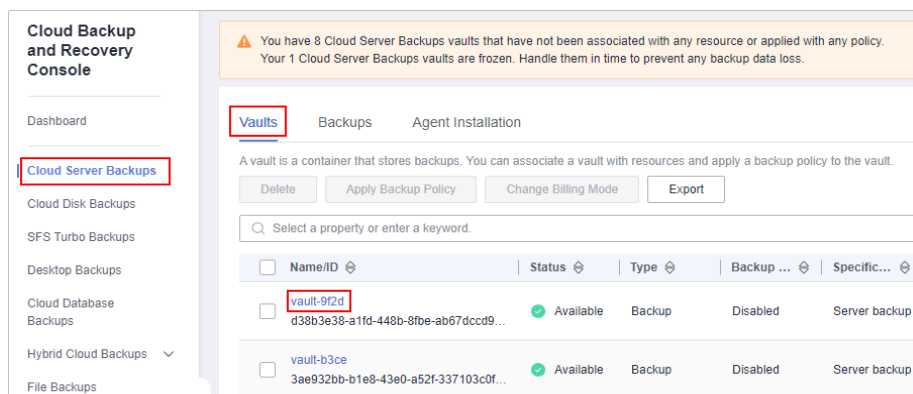 Cloud Backup
and Recovery
Console
Dashboard
Cloud Server Backups
Cloud Disk Backups
SFS Turbo Backups
Desktop Backups
Cloud Database
Backups
Hybrid Cloud Backups
File Backups
You have 8 Cloud Server Backups vaults that have not been associated with any resource or applied with any policy.
Your 1 Cloud Server Backups vaults are frozen. Handle them in time to prevent any backup data loss.
Vaults Backups Agent Installation
A vault is a container that stores backups. You can associate a vault with resources and apply a backup policy to the vault.
Delete Apply Backup Policy Change Billing Mode Export
Select a property or enter a keyword.
Name/ID Status Type Backup ... Specific...
vault-9f2d
d38b3e38-a1fd-448b-8fbe-ab67dccd9...
Available Backup Disabled Server backup
vault-b3ce
3ae932bb-b1e8-43e0-a52f-337103c0f...
Available Backup Disabled Server backup